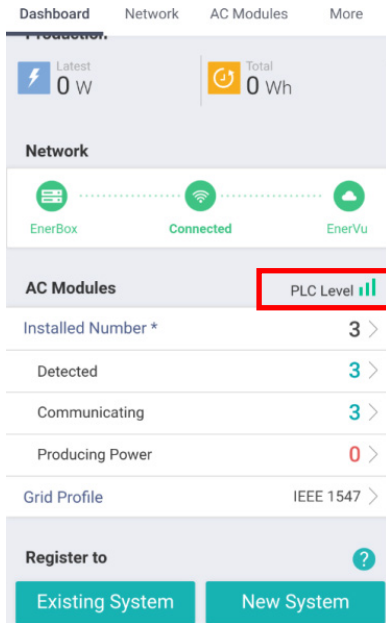 Dashboard Network AC Modules More
Production
Latest Total
0 W 0 Wh
Network
EnerBox Connected EnerVu
AC Modules PLC Level
Installed Number * 3
Detected 3
Communicating 3
Producing Power 0
Grid Profile IEEE 1547
Register to ?
Existing System New System